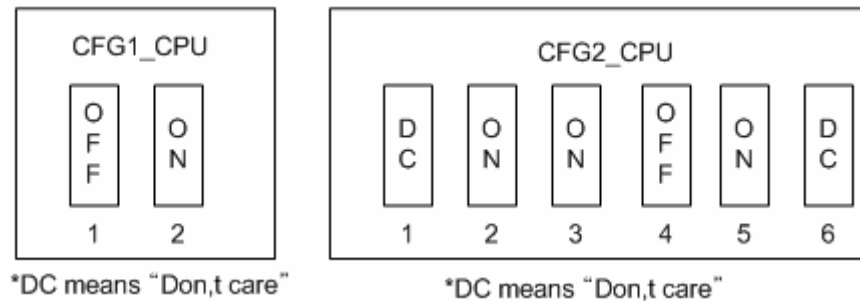 CFG1_CPU
OFF ON
1 2
*DC means “Don,t care”
CFG2_CPU
DC ON ON OFF ON DC
1 2 3 4 5 6
*DC means “Don,t care”